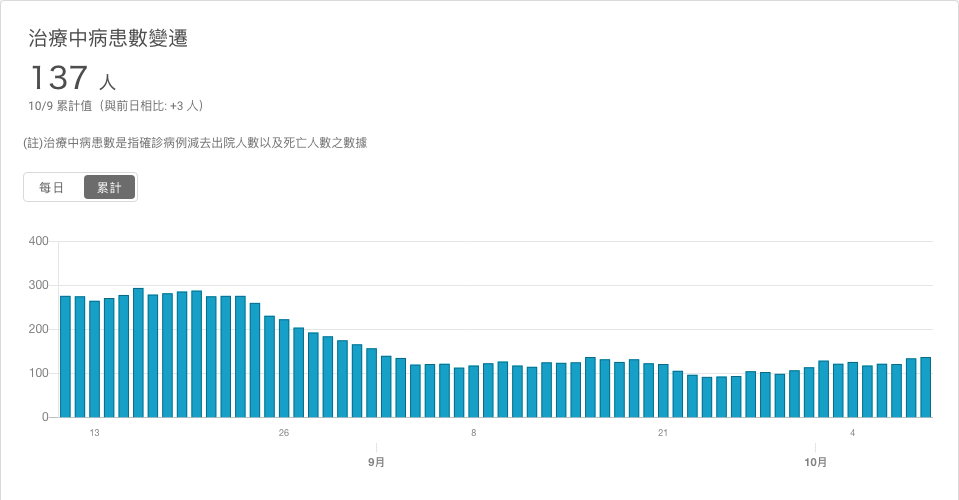 治療中病患數變遷
137 人
10/9 累計值（與前日相比: +3 人）
(註)治療中病患數是指確診病例減去出院人數以及死亡人數之數據
每日 累計
400
300
200
100
0
13 26 8 21 4
9月 10月